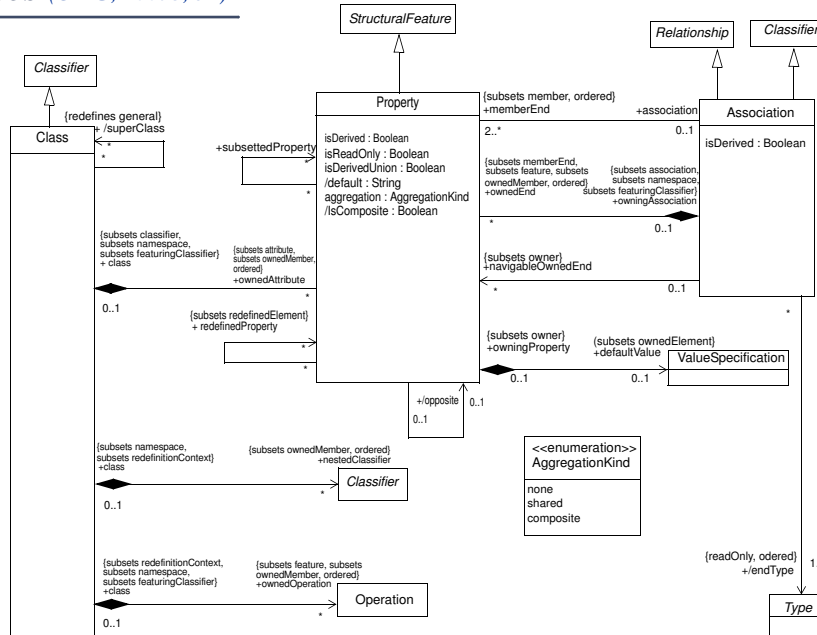 StructuralFeature
Relationship
Classifier
Classifier
Class
{redefines general}
+ /superClass
*
*
Property
isDerived : Boolean
isReadOnly : Boolean
isDerivedUnion : Boolean
/default : String
aggregation : AggregationKind
/IsComposite : Boolean
+subsettedProperty
*
*
{subsets member, ordered}
+memberEnd
2..*
+association
0..1
Association
isDerived : Boolean
{subsets memberEnd,
subsets feature, subsets
ownedMember, ordered}
+ownedEnd
*
{subsets association,
subsets namespace,
subsets featuringClassifier}
+owningAssociation
0..1
{subsets classifier,
subsets namespace,
subsets featuringClassifier}
+ class
0..1
{subsets attribute,
subsets ownedMember,
ordered}
+ownedAttribute
*
{subsets owner}
+navigableOwnedEnd
*
0..1
*
{subsets redefinedElement}
+ redefinedProperty
*
*
{subsets owner}
+owningProperty
0..1
{subsets ownedElement}
+defaultValue
0..1
ValueSpecification
+/opposite
0..1
0..1
<<enumeration>>
AggregationKind
none
shared
composite
{subsets namespace,
subsets redefinitionContext}
+class
0..1
{subsets ownedMember, ordered}
+nestedClassifier
*
Classifier
{subsets redefinitionContext,
subsets namespace,
subsets featuringClassifier}
+class
0..1
{subsets feature, subsets
ownedMember, ordered}
+ownedOperation
*
Operation
{readOnly, odered}
+/endType
Type